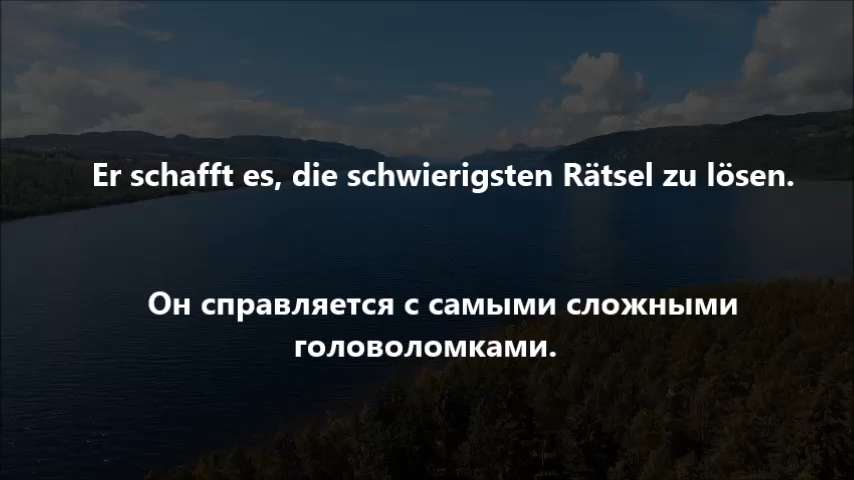 Er schafft es, die schwierigsten Rätsel zu lösen.
Он справляется с самыми сложными
головоломками.